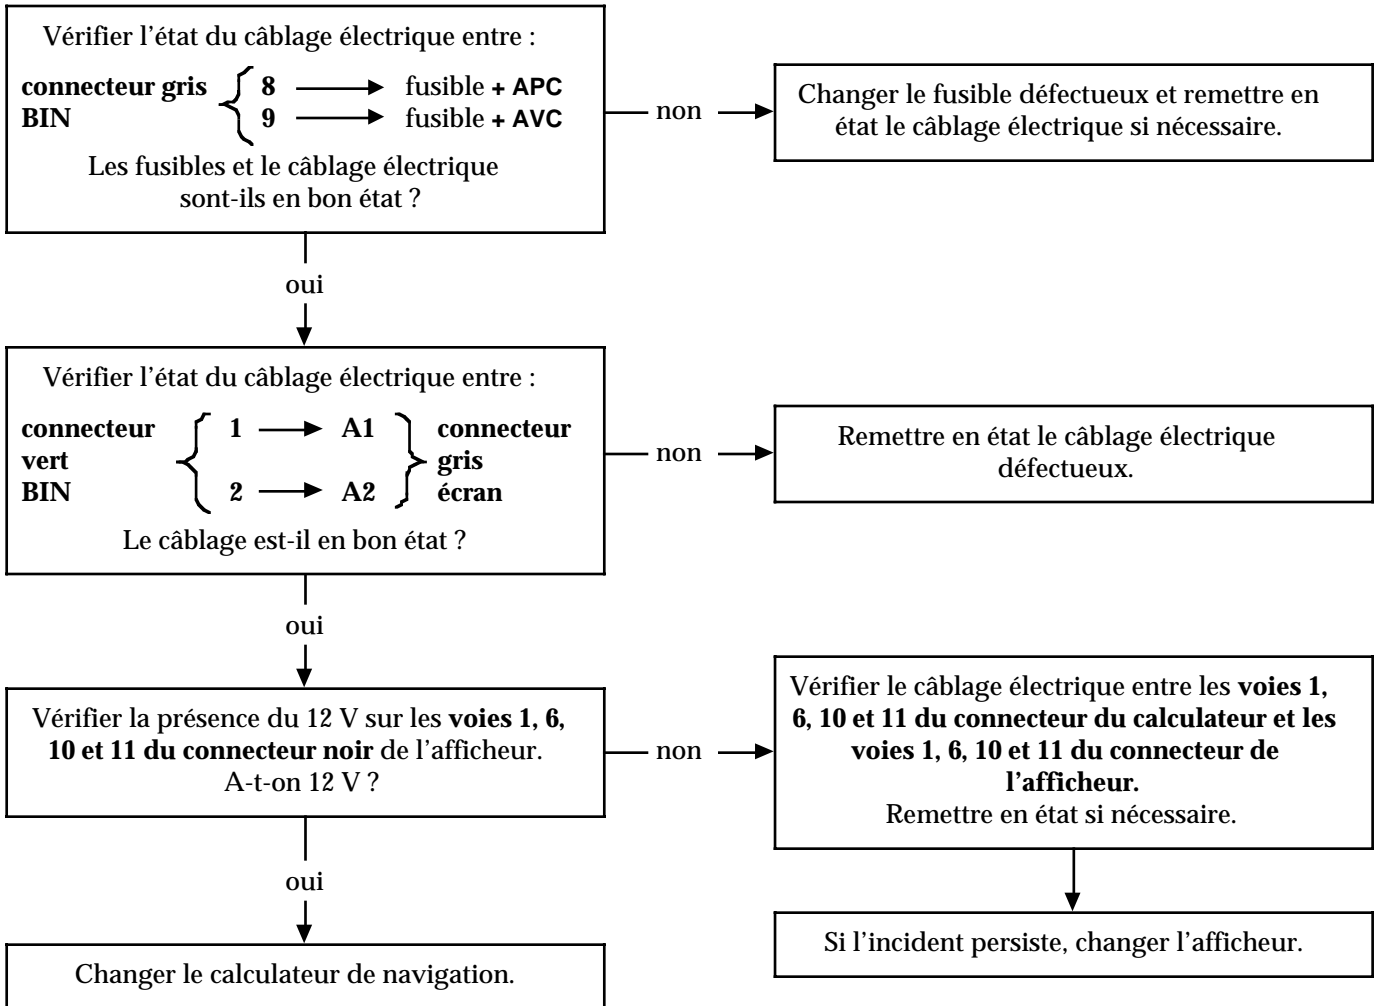 Vérifier l’état du câblage électrique entre :
connecteur gris 8 fusible + APC
BIN 9 fusible + AVC
Les fusibles et le câblage électrique
sont-ils en bon état ?
non
Changer le fusible défectueux et remettre en
état le câblage électrique si nécessaire.
oui
Vérifier l’état du câblage électrique entre :
connecteur 1 A1 connecteur
vert gris
BIN 2 A2 écran
Le câblage est-il en bon état ?
non
Remettre en état le câblage électrique
défectueux.
oui
Vérifier la présence du 12 V sur les voies 1, 6,
10 et 11 du connecteur noir de l’afficheur.
A-t-on 12 V ?
non
Vérifier le câblage électrique entre les voies 1,
6, 10 et 11 du connecteur du calculateur et les
voies 1, 6, 10 et 11 du connecteur de
l’afficheur.
Remettre en état si nécessaire.
oui
Si l’incident persiste, changer l’afficheur.
Changer le calculateur de navigation.